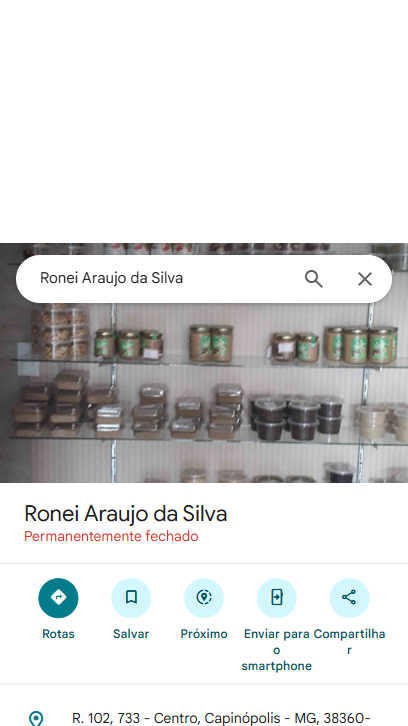 Ronei Araujo da Silva
Ronei Araujo da Silva
Permanentemente fechado
Rotas
Salvar
Próximo
Enviar para o smartphone
Compartilhar
R. 102, 733 - Centro, Capinópolis - MG, 38360-